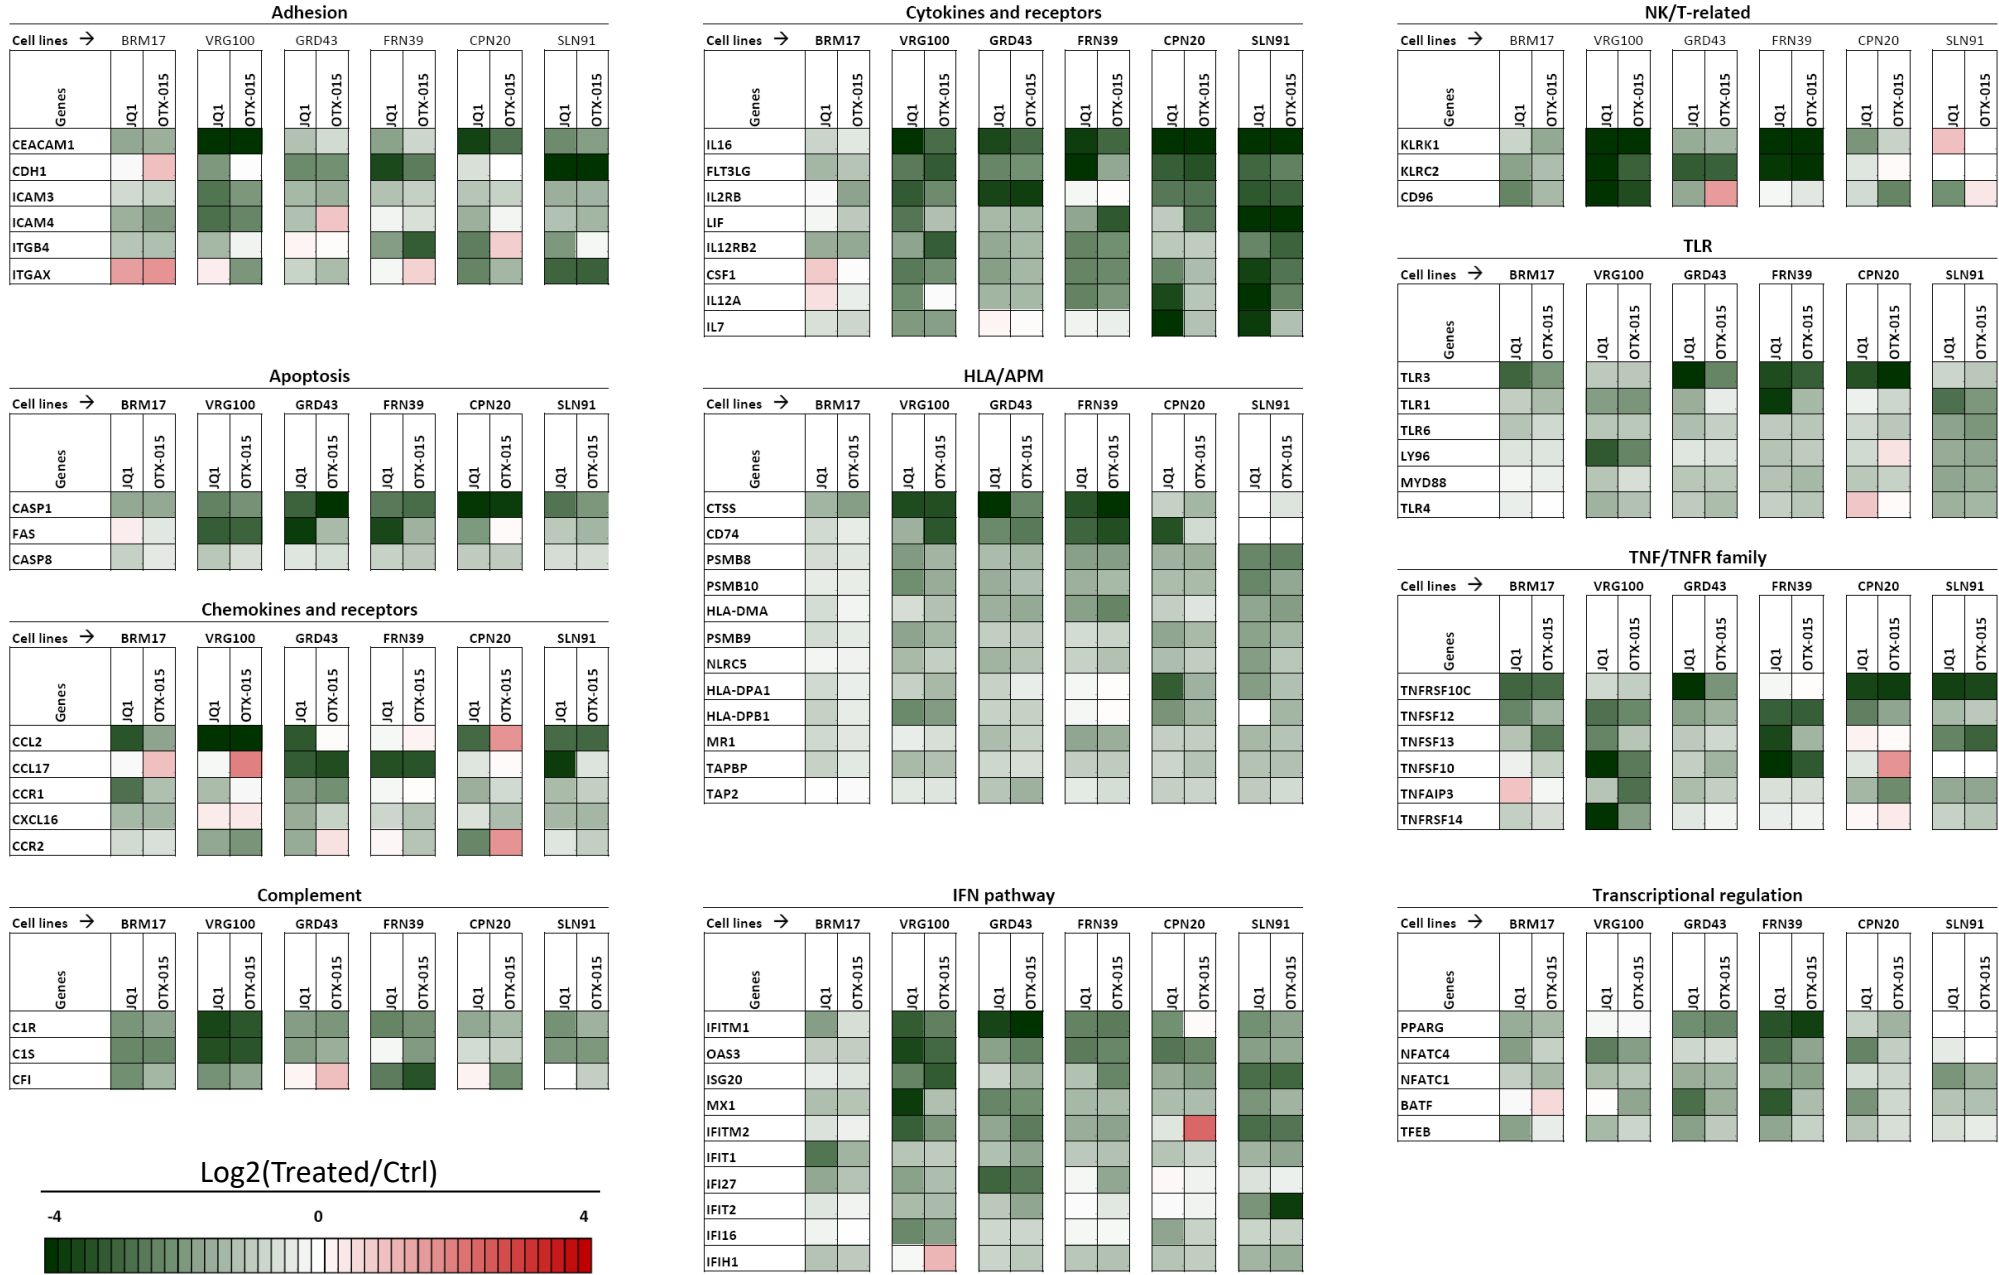 Adhesion
Cell lines → BRM17 VRG100 GRD43 FRN39 CPN20 SLN91
Genes JQ1 OTX-015 JQ1 OTX-015 JQ1 OTX-015 JQ1 OTX-015 JQ1 OTX-015 JQ1 OTX-015
CEACAM1
CDH1
ICAM3
ICAM4
ITGB4
ITGAX
Apoptosis
Cell lines → BRM17 VRG100 GRD43 FRN39 CPN20 SLN91
Genes JQ1 OTX-015 JQ1 OTX-015 JQ1 OTX-015 JQ1 OTX-015 JQ1 OTX-015 JQ1 OTX-015
CASP1
FAS
CASP8
Chemokines and receptors
Cell lines → BRM17 VRG100 GRD43 FRN39 CPN20 SLN91
Genes JQ1 OTX-015 JQ1 OTX-015 JQ1 OTX-015 JQ1 OTX-015 JQ1 OTX-015 JQ1 OTX-015
CCL2
CCL17
CCR1
CXCL16
CCR2
Complement
Cell lines → BRM17 VRG100 GRD43 FRN39 CPN20 SLN91
Genes JQ1 OTX-015 JQ1 OTX-015 JQ1 OTX-015 JQ1 OTX-015 JQ1 OTX-015 JQ1 OTX-015
C1R
C1S
CFI
Log2(Treated/Ctrl)
-4 0 4
Cytokines and receptors
Cell lines → BRM17 VRG100 GRD43 FRN39 CPN20 SLN91
Genes JQ1 OTX-015 JQ1 OTX-015 JQ1 OTX-015 JQ1 OTX-015 JQ1 OTX-015 JQ1 OTX-015
IL16
FLT3LG
IL2RB
LIF
IL12RB2
CSF1
IL12A
IL7
HLA/APM
Cell lines → BRM17 VRG100 GRD43 FRN39 CPN20 SLN91
Genes JQ1 OTX-015 JQ1 OTX-015 JQ1 OTX-015 JQ1 OTX-015 JQ1 OTX-015 JQ1 OTX-015
CTSS
CD74
PSMB8
PSMB10
HLA-DMA
PSMB9
NLRC5
HLA-DPA1
HLA-DPB1
MR1
TAPBP
TAP2
IFN pathway
Cell lines → BRM17 VRG100 GRD43 FRN39 CPN20 SLN91
Genes JQ1 OTX-015 JQ1 OTX-015 JQ1 OTX-015 JQ1 OTX-015 JQ1 OTX-015 JQ1 OTX-015
IFITM1
OAS3
ISG20
MX1
IFITM2
IFIT1
IFI27
IFIT2
IFI16
IFIH1
NK/T-related
Cell lines → BRM17 VRG100 GRD43 FRN39 CPN20 SLN91
Genes JQ1 OTX-015 JQ1 OTX-015 JQ1 OTX-015 JQ1 OTX-015 JQ1 OTX-015 JQ1 OTX-015
KLRK1
KLRC2
CD96
TLR
Cell lines → BRM17 VRG100 GRD43 FRN39 CPN20 SLN91
Genes JQ1 OTX-015 JQ1 OTX-015 JQ1 OTX-015 JQ1 OTX-015 JQ1 OTX-015 JQ1 OTX-015
TLR3
TLR1
TLR6
LY96
MYD88
TLR4
TNF/TNFR family
Cell lines → BRM17 VRG100 GRD43 FRN39 CPN20 SLN91
Genes JQ1 OTX-015 JQ1 OTX-015 JQ1 OTX-015 JQ1 OTX-015 JQ1 OTX-015 JQ1 OTX-015
TNFRSF10C
TNFSF12
TNFSF13
TNFSF10
TNFAIP3
TNFRSF14
Transcriptional regulation
Cell lines → BRM17 VRG100 GRD43 FRN39 CPN20 SLN91
Genes JQ1 OTX-015 JQ1 OTX-015 JQ1 OTX-015 JQ1 OTX-015 JQ1 OTX-015 JQ1 OTX-015
PPARG
NFATC4
NFATC1
BATF
TFEB